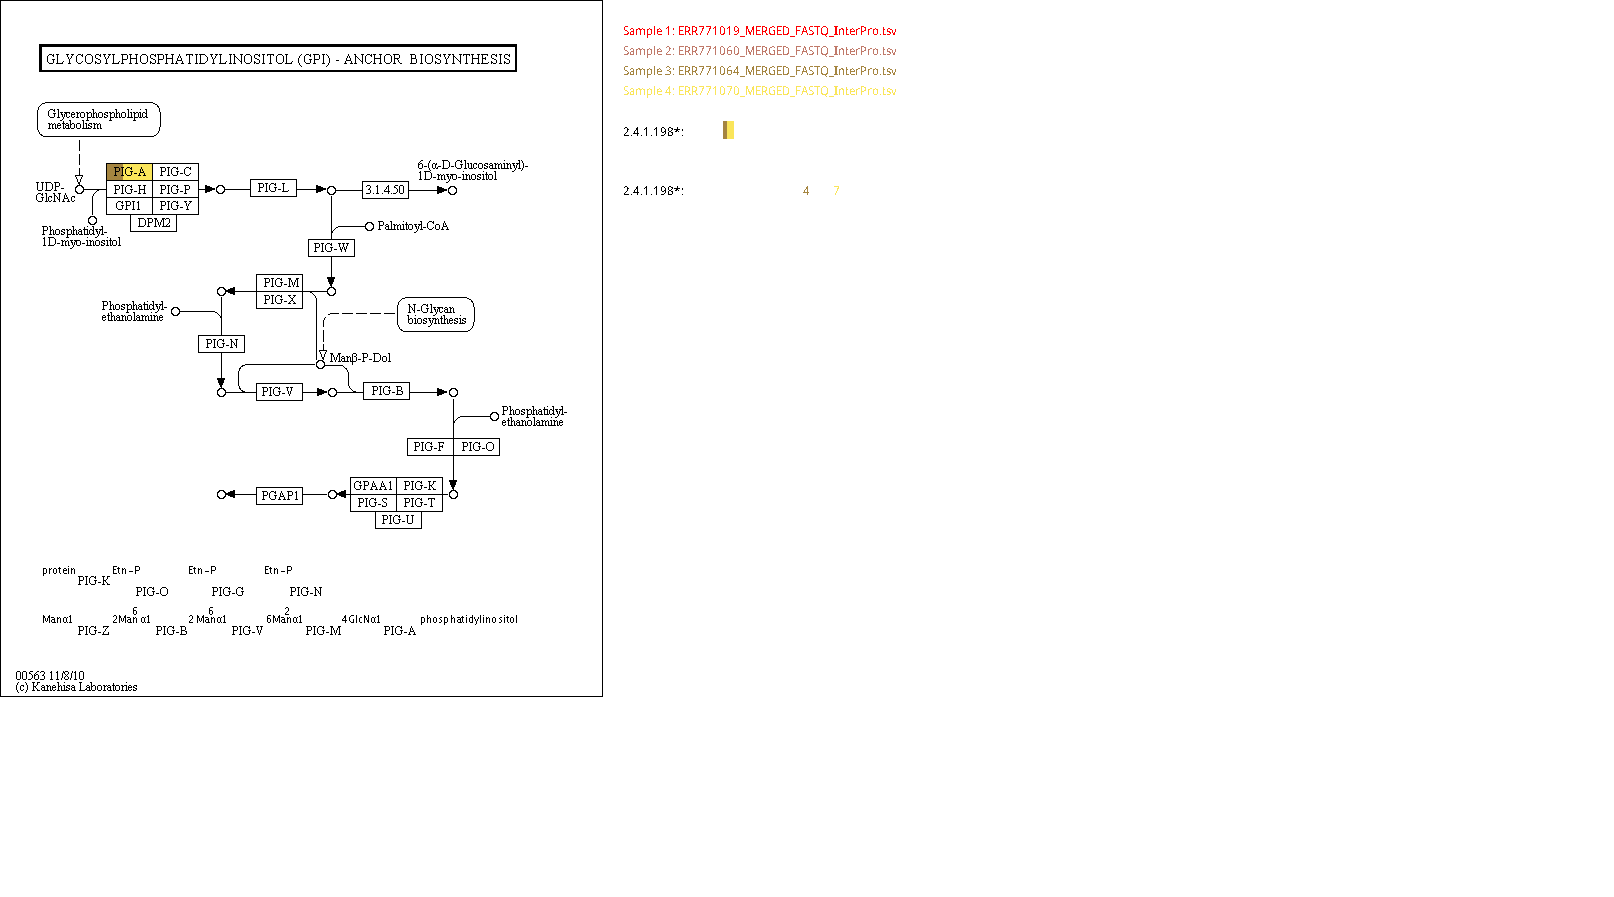 GLYCOSYLPHOSPHATIDYLINOSITOL (GPI) - ANCHOR BIOSYNTHESIS
Glycerophospholipid
metabolism
UDP-
GlcNAc
PIG-A PIG-C
PIG-H PIG-P
GPI1 PIG-Y
DPM2
Phosphatidyl-
1D-myo-inositol
PIG-L
3.1.4.50
6-(α-D-Glucosaminyl)-
1D-myo-inositol
Palmitoyl-CoA
PIG-W
PIG-M
PIG-X
Phosphatidyl-
ethanolamine
N-Glycan
biosynthesis
PIG-N
Manβ-P-Dol
PIG-V
PIG-B
Phosphatidyl-
ethanolamine
PIG-F PIG-O
GPAA1 PIG-K
PIG-S PIG-T
PIG-U
PGAP1
protein Etn-P Etn-P Etn-P
PIG-K
PIG-O PIG-G PIG-N
6 6 2
Manα1 2Manα1 2Manα1 6Manα1 4GlcNα1 phosphatidylinositol
PIG-Z PIG-B PIG-V PIG-M PIG-A
00563 11/8/10
(c) Kanehisa Laboratories
Sample 1: ERR771019_MERGED_FASTQ_InterPro.tsv
Sample 2: ERR771060_MERGED_FASTQ_InterPro.tsv
Sample 3: ERR771064_MERGED_FASTQ_InterPro.tsv
Sample 4: ERR771070_MERGED_FASTQ_InterPro.tsv
2.4.1.198*:
2.4.1.198*: 4 7